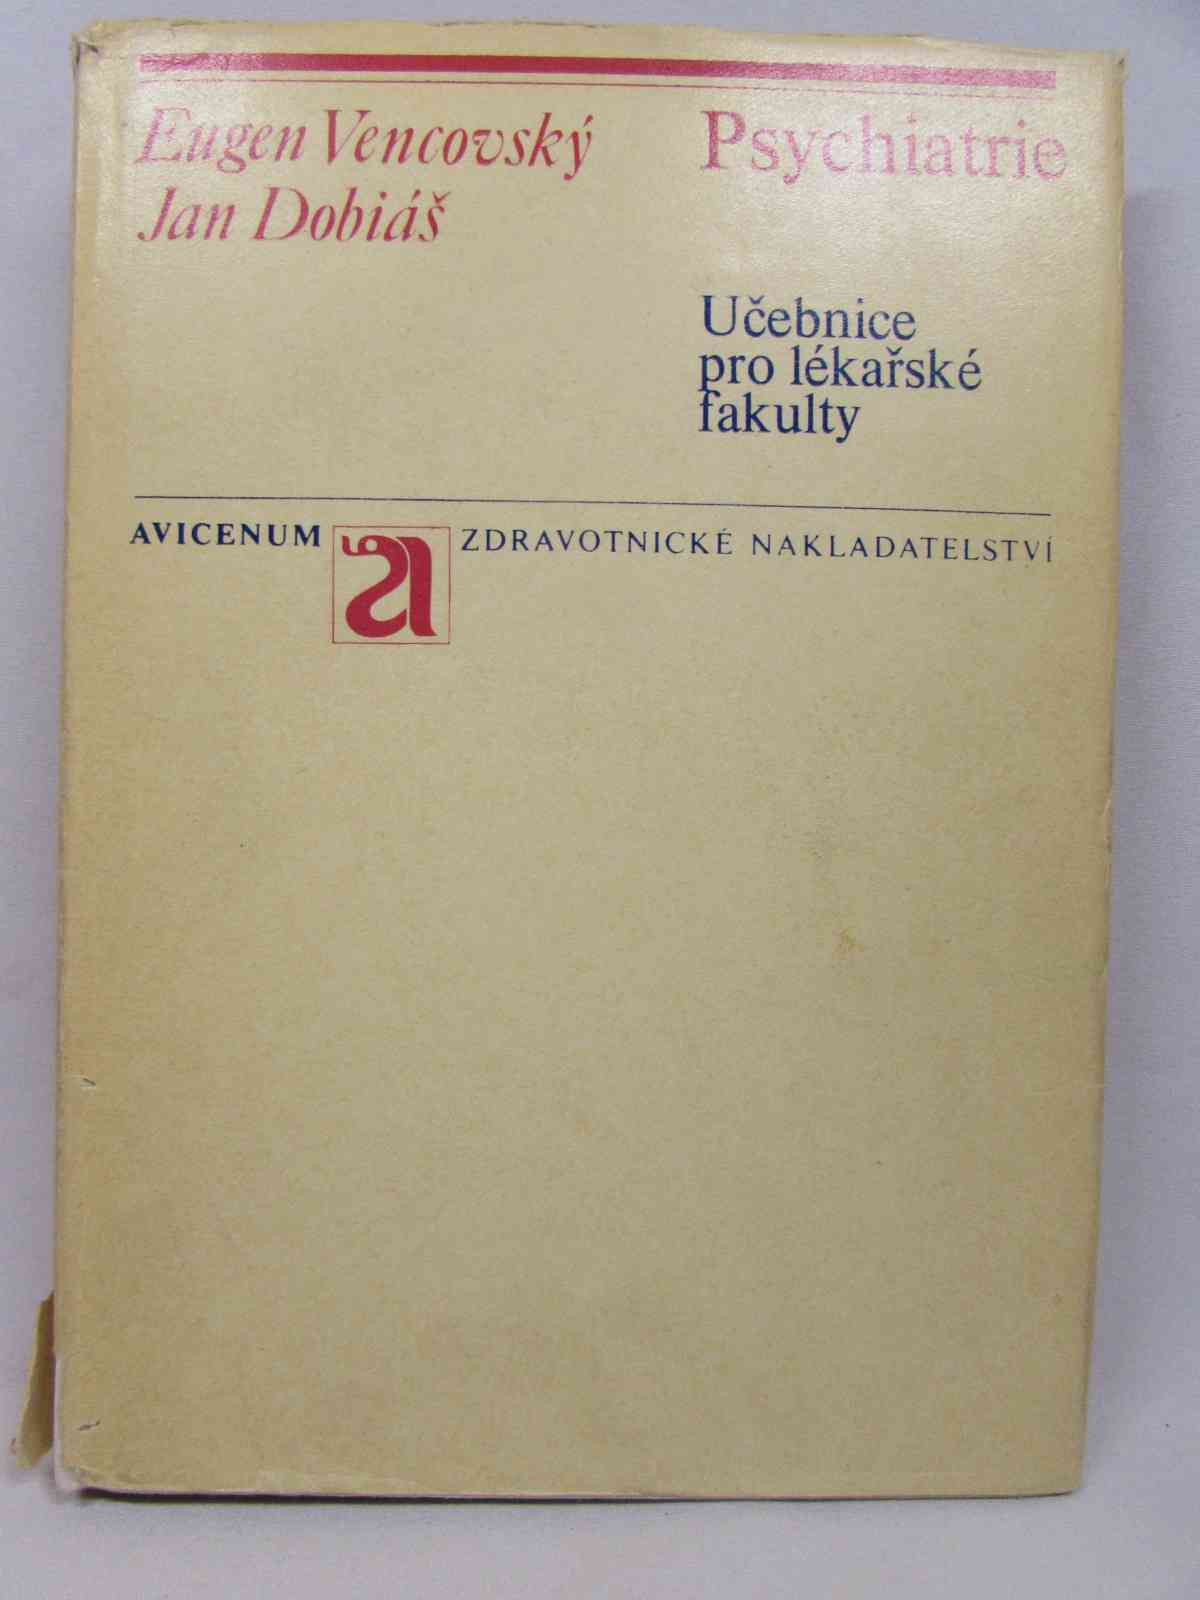 Eugen Vencovský
Jan Dobiáš
Psychiatrie
Učebnice
pro lékařské
fakulty
AVICENUM a ZDRAVOTNICKÉ NAKLADATELSTVÍ